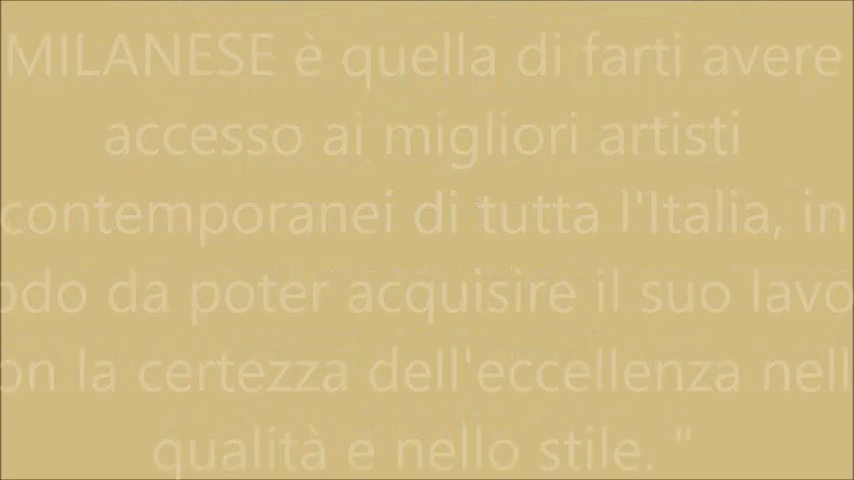 MILANESE è quella di farti avere
accesso ai migliori artisti
contemporanei di tutta l'Italia, in
odo da poter acquisire il suo lavo
on la certezza dell'eccellenza nell
qualità e nello stile. "